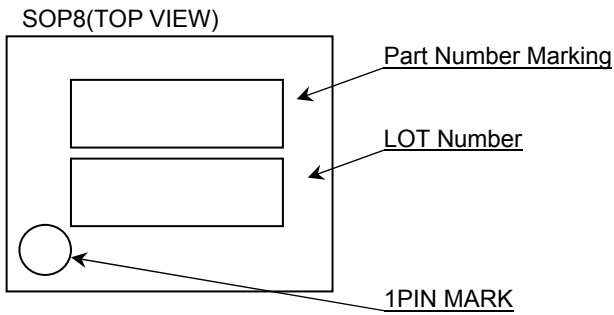 SOP8(TOP VIEW)
Part Number Marking
LOT Number
1PIN MARK